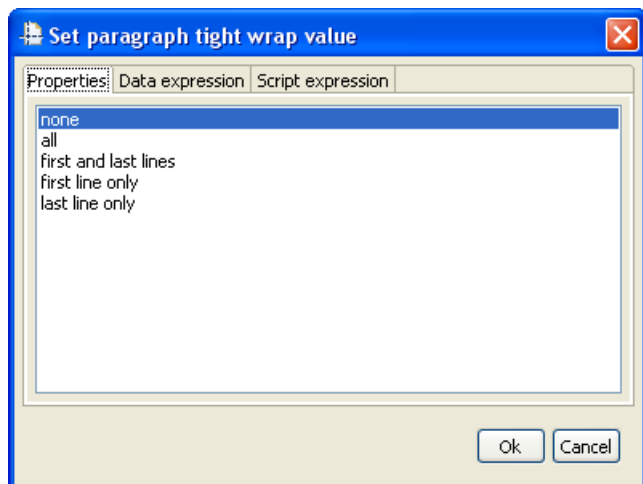 Set paragraph tight wrap value
Properties Data expression Script expression
none
all
first and last lines
first line only
last line only
Ok Cancel